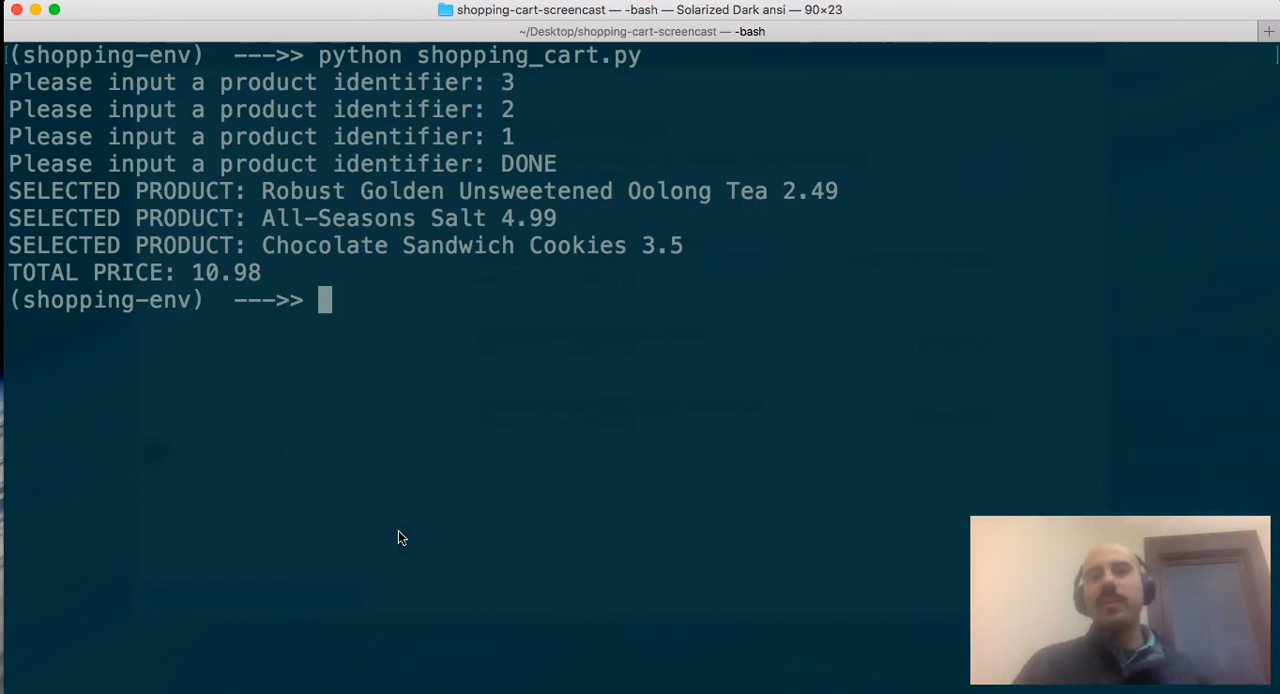 shopping-cart-screencast — -bash — Solarized Dark ansi — 90×23
~/Desktop/shopping-cart-screencast — -bash
(shopping-env)  --->> python shopping_cart.py
Please input a product identifier: 3
Please input a product identifier: 2
Please input a product identifier: 1
Please input a product identifier: DONE
SELECTED PRODUCT: Robust Golden Unsweetened Oolong Tea 2.49
SELECTED PRODUCT: All-Seasons Salt 4.99
SELECTED PRODUCT: Chocolate Sandwich Cookies 3.5
TOTAL PRICE: 10.98
(shopping-env)  --->>